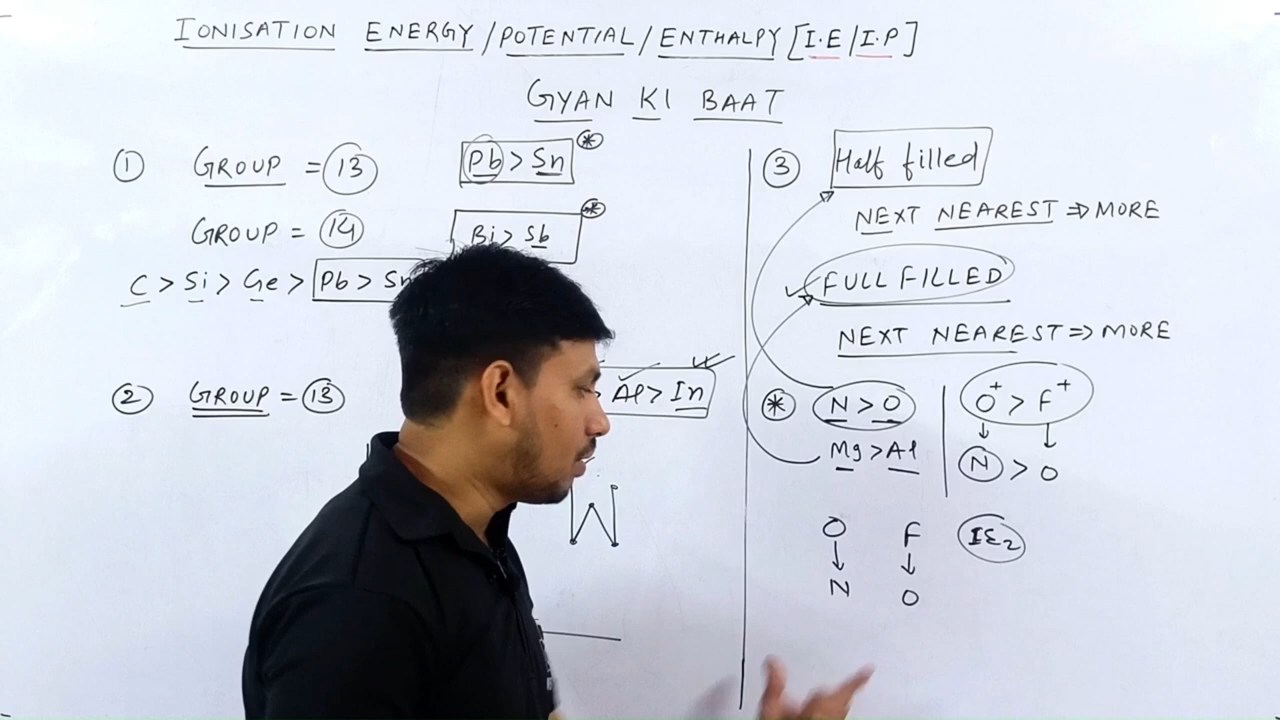 IONISATION ENERGY/POTENTIAL/ENTHALPY [I.E/I.P]
GYAN KI BAAT
① GROUP = ⑬ Pb > Sn *
GROUP = ⑭ Bi > Sb *
C > Si > Ge > Pb > Sn
② GROUP = ⑬ Al > In
③ Half filled
NEXT NEAREST ⇒ MORE
FULL FILLED
NEXT NEAREST ⇒ MORE
* N > O
Mg > Al
O⁺ > F⁺
↓ ↓
N > O
O F IE₂
↓ ↓
N O